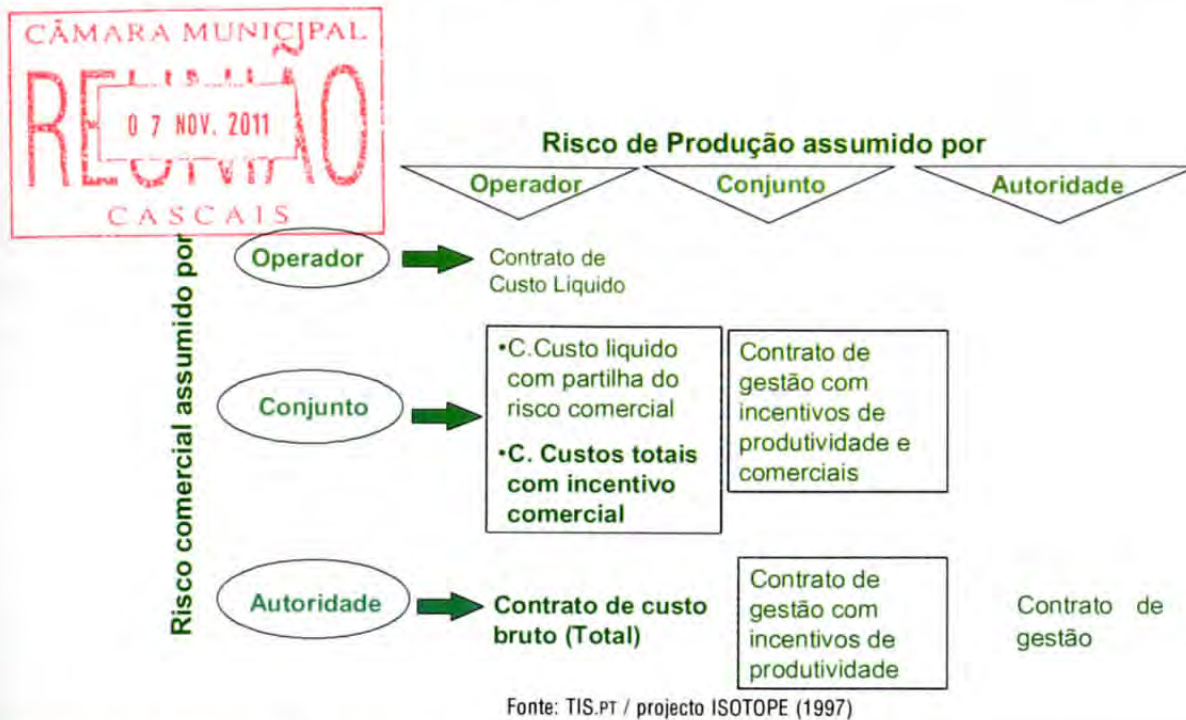 CÂMARA MUNICIPAL
REUNIÃO
07 NOV. 2011
CASCAIS
Risco de Produção assumido por
Operador
Conjunto
Autoridade
Risco comercial assumido por
Operador
Contrato de
Custo Liquido
Conjunto
•C.Custo liquido
com partilha do
risco comercial
•C. Custos totais
com incentivo
comercial
Contrato de
gestão com
incentivos de
produtividade e
comerciais
Autoridade
Contrato de custo
bruto (Total)
Contrato de
gestão com
incentivos de
produtividade
Contrato de
gestão
Fonte: TIS.PT / projecto ISOTOPE (1997)